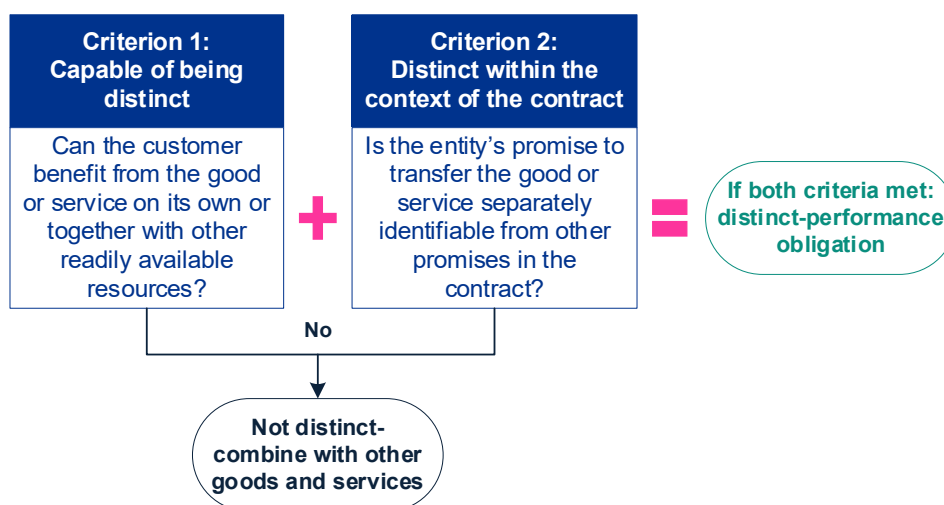 Criterion 1:
Capable of being
distinct
Can the customer
benefit from the good
or service on its own or
together with other
readily available
resources?
Criterion 2:
Distinct within the
context of the contract
Is the entity's promise to
transfer the good or
service separately
identifiable from other
promises in the
contract?
If both criteria met:
distinct-performance
obligation
No
Not distinct-
combine with other
goods and services